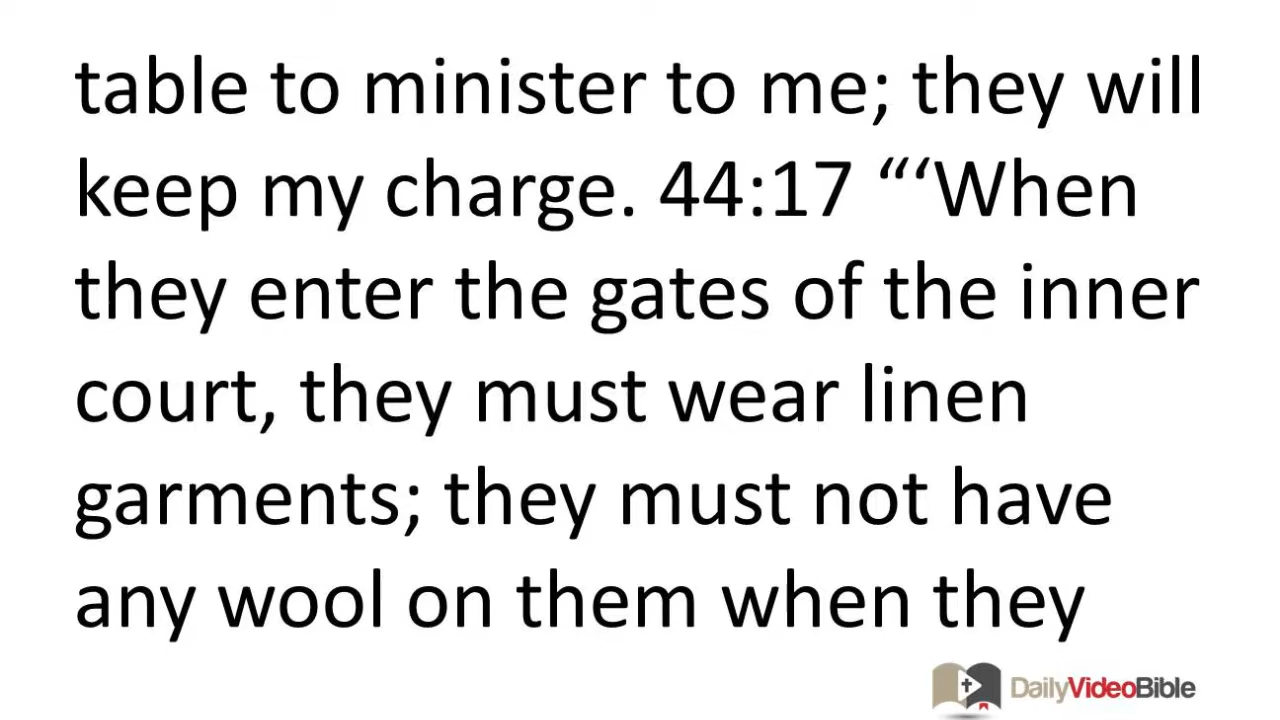 table to minister to me; they will
keep my charge. 44:17 “‘When
they enter the gates of the inner
court, they must wear linen
garments; they must not have
any wool on them when they
DailyVideoBible